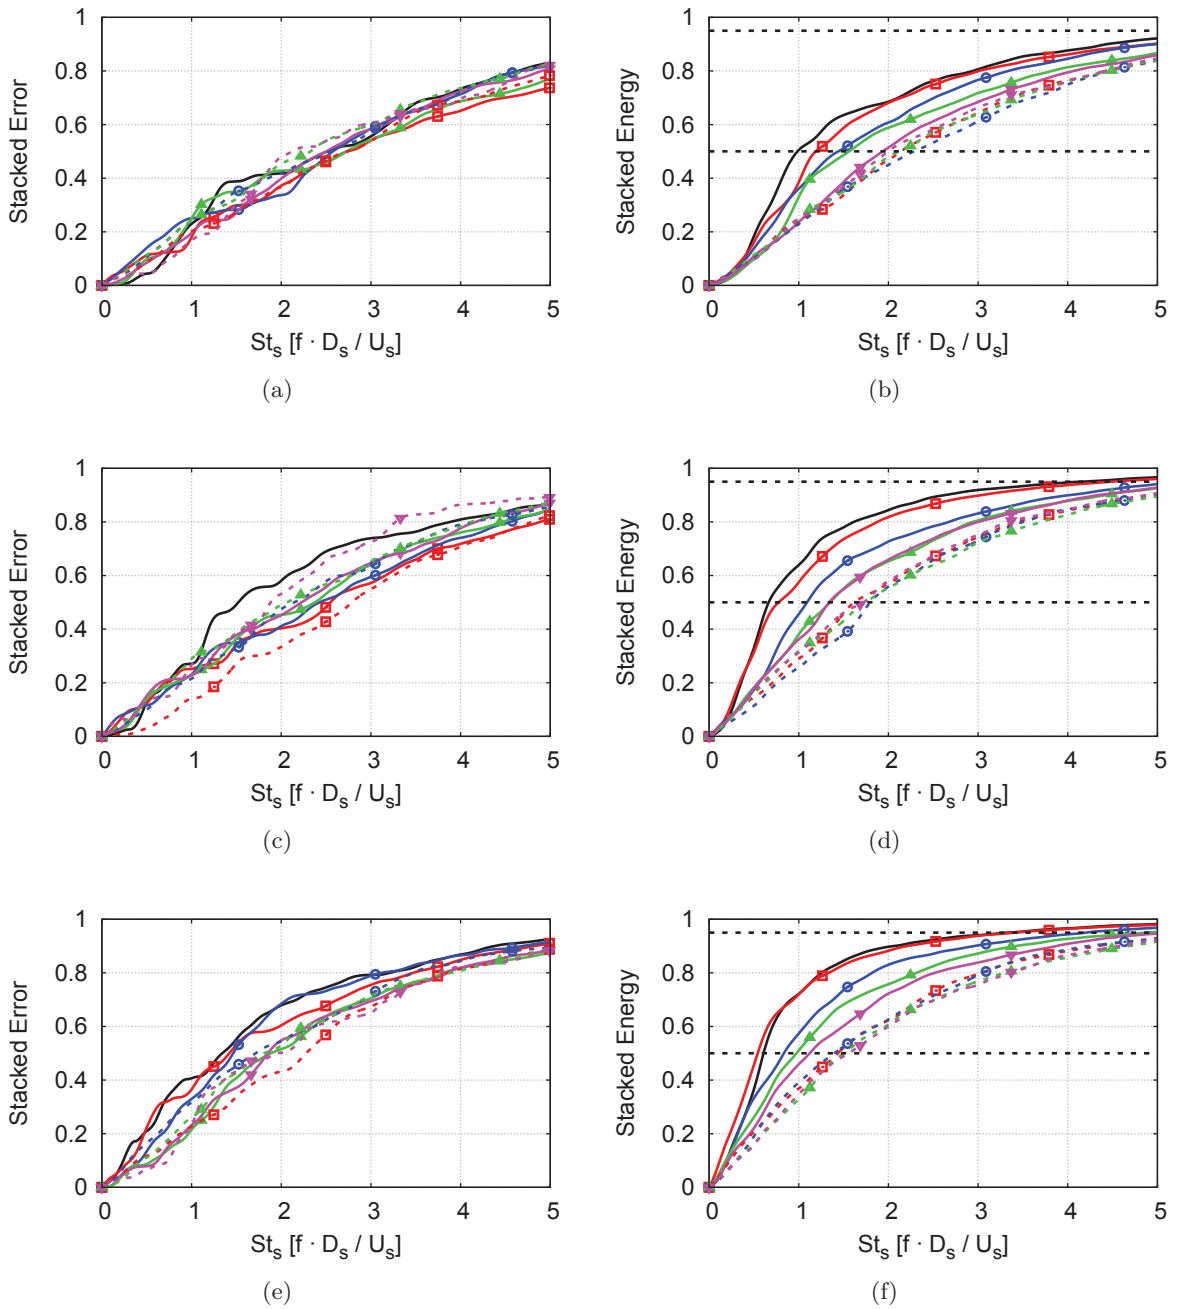 1
0.8
0.6
0.4
0.2
0
Stacked Error
0 1 2 3 4 5
St_s [f · D_s / U_s]
(a)
1
0.8
0.6
0.4
0.2
0
Stacked Energy
0 1 2 3 4 5
St_s [f · D_s / U_s]
(b)
1
0.8
0.6
0.4
0.2
0
Stacked Error
0 1 2 3 4 5
St_s [f · D_s / U_s]
(c)
1
0.8
0.6
0.4
0.2
0
Stacked Energy
0 1 2 3 4 5
St_s [f · D_s / U_s]
(d)
1
0.8
0.6
0.4
0.2
0
Stacked Error
0 1 2 3 4 5
St_s [f · D_s / U_s]
(e)
1
0.8
0.6
0.4
0.2
0
Stacked Energy
0 1 2 3 4 5
St_s [f · D_s / U_s]
(f)